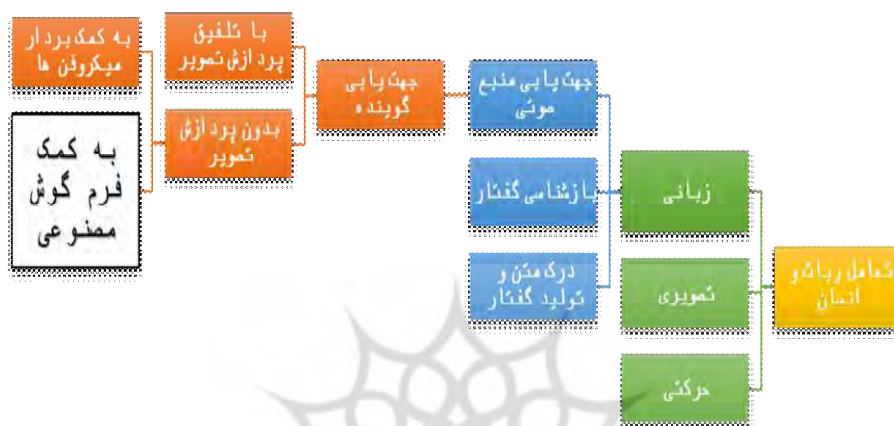 تعامل ربات و
انسان
زبانی
تصویری
حرکتی
جهت یابی منبع
صوتی
بازشناسی گفتار
درک متن و
تولید گفتار
جهت یابی
گوینده
با تلفیق
پردازش تصویر
بدون پردازش
تصویر
به کمک بردار
میکروفن ها
به کمک
فرم گوش
مصنوعی